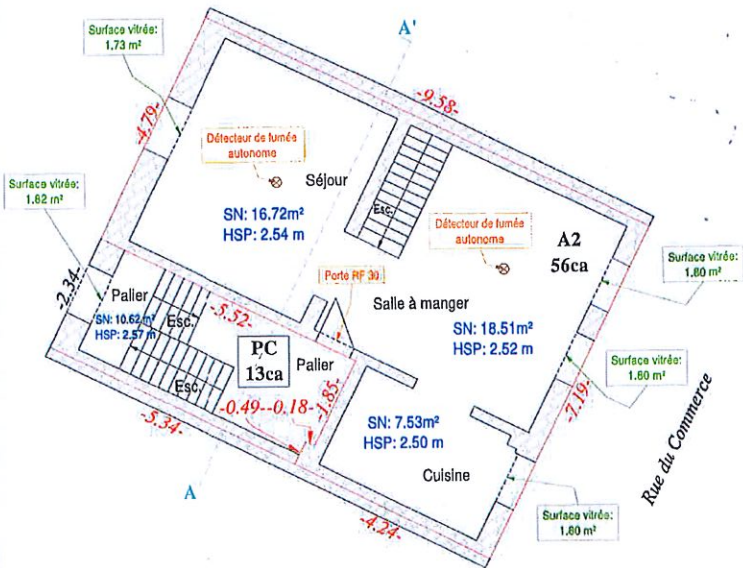 A'
Surface vitrée:
1.73 m²
-9.58-
-4.79-
Détecteur de fumée
autonome
Séjour
Surface vitrée:
1.62 m²
SN: 16.72m²
HSP: 2.54 m
Esc.
Détecteur de fumée
autonome
A2
56ca
Surface vitrée:
1.80 m²
-2.34-
Palier
SN: 10.62m²
HSP: 2.57 m
Esc.
-5.52-
Porte RF 30
Salle à manger
SN: 18.51m²
HSP: 2.52 m
PC
13ca
Palier
Esc.
-0.49-
-0.18-
-1.85-
Surface vitrée:
1.80 m²
-7.19-
Rue du Commerce
-5.34-
SN: 7.53m²
HSP: 2.50 m
Cuisine
A
-4.24-
Surface vitrée:
1.80 m²